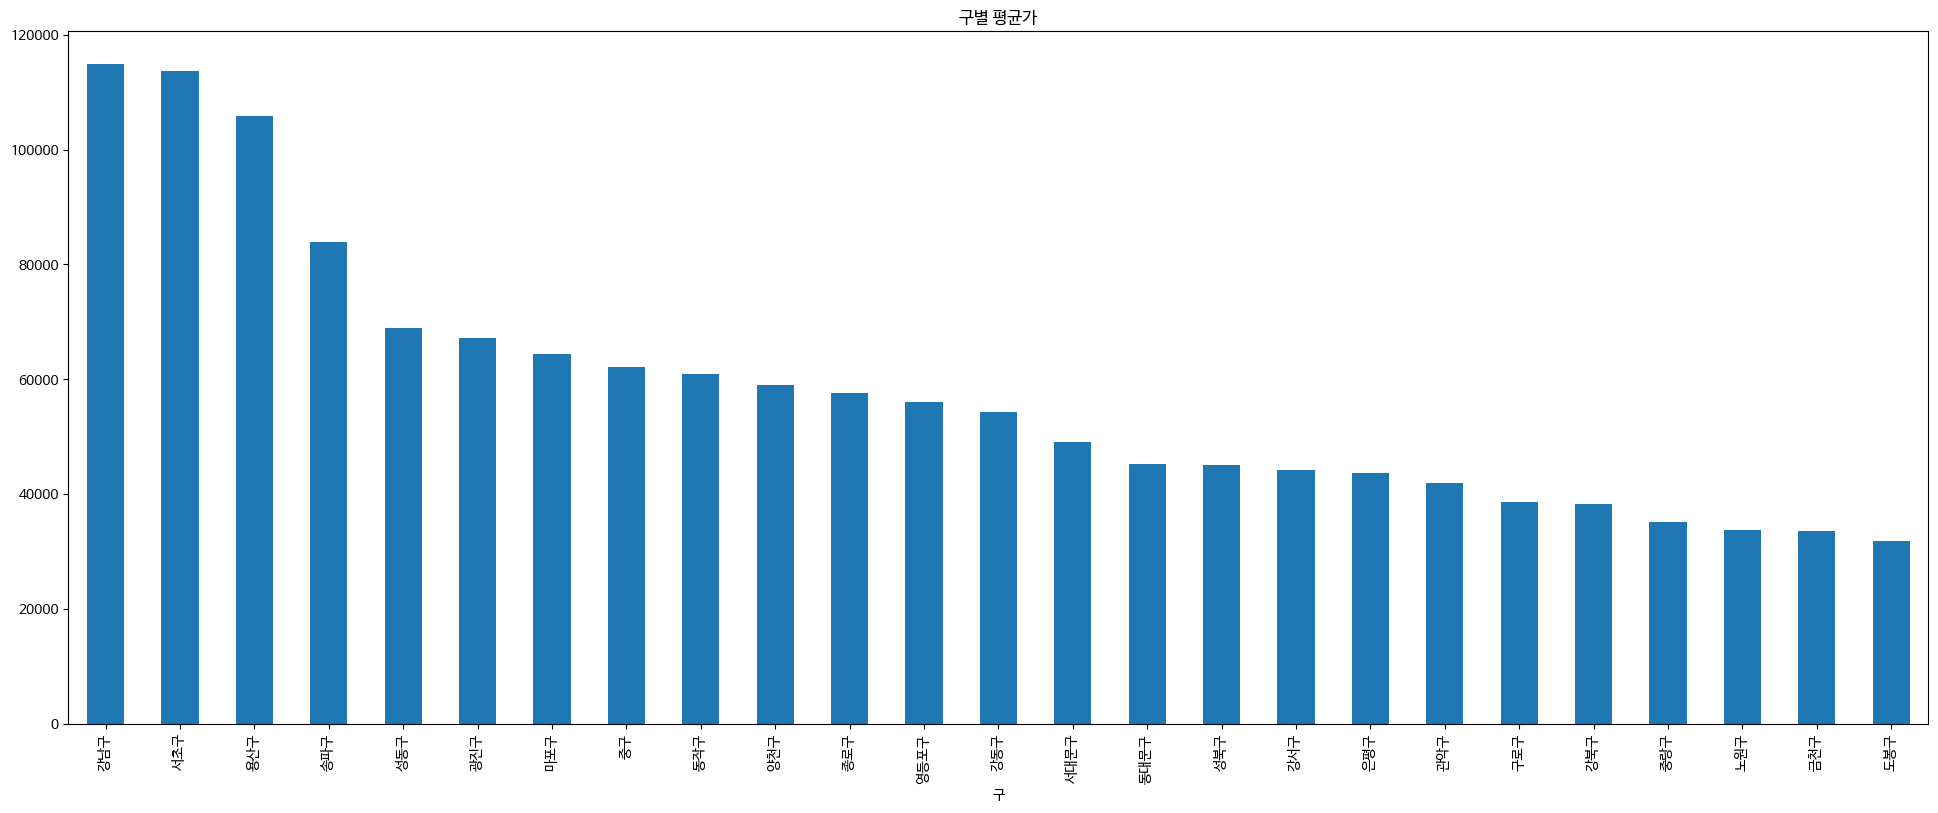 구별 평균가
120000
100000
80000
60000
40000
20000
0
강남구
서초구
용산구
송파구
성동구
광진구
마포구
중구
동작구
양천구
종로구
영등포구
강동구
서대문구
동대문구
성북구
강서구
은평구
관악구
구로구
강북구
중랑구
노원구
금천구
도봉구
구